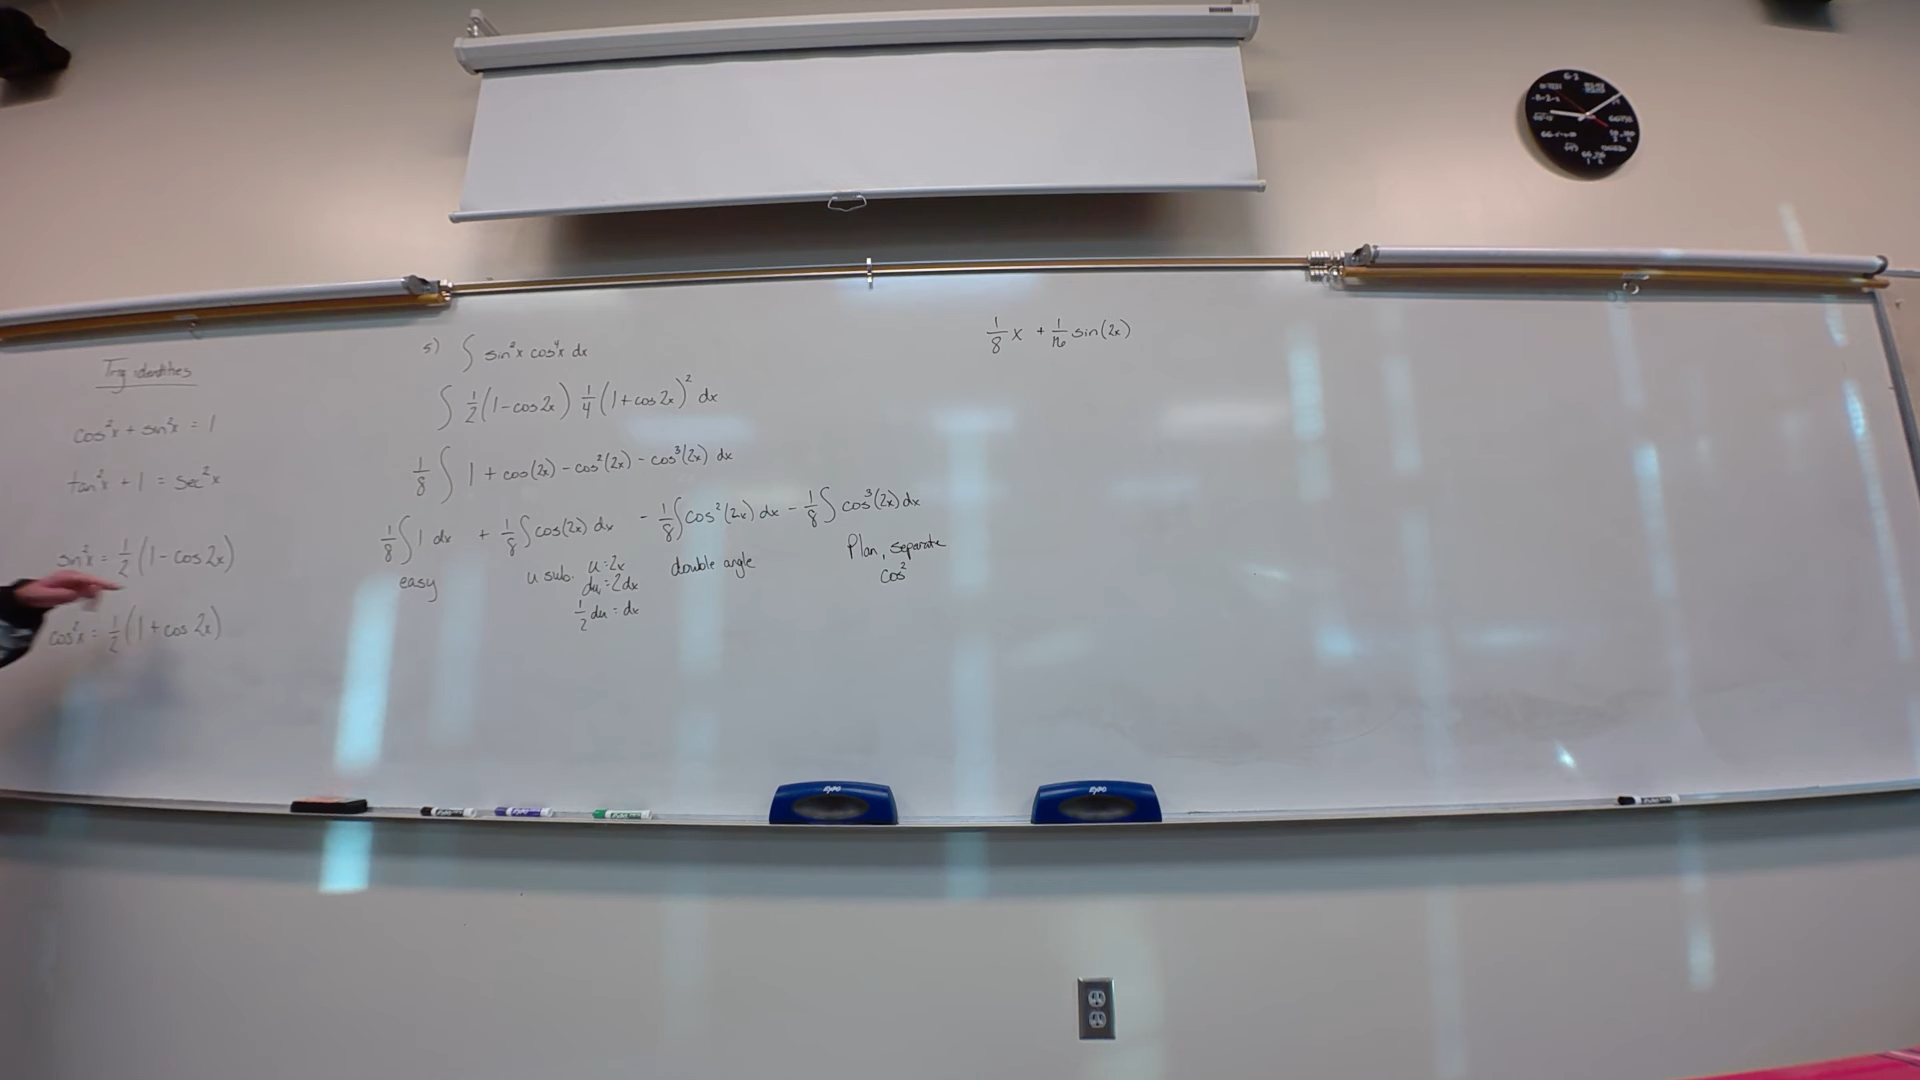 Trig identities
cos²x + sin²x = 1
tan²x + 1 = sec²x
sin²x = 1/2 (1 - cos 2x)
cos²x = 1/2 (1 + cos 2x)
5) ∫ sin²x cos⁴x dx
∫ 1/2 (1 - cos 2x) 1/4 (1 + cos 2x)² dx
1/8 ∫ 1 + cos(2x) - cos²(2x) - cos³(2x) dx
1/8 ∫ 1 dx + 1/8 ∫ cos(2x) dx - 1/8 ∫ cos²(2x) dx - 1/8 ∫ cos³(2x) dx
easy
u sub. u = 2x
du = 2dx
1/2 du = dx
double angle
Plan, separate
cos²
1/8 x + 1/16 sin(2x)
EXPO
EXPO